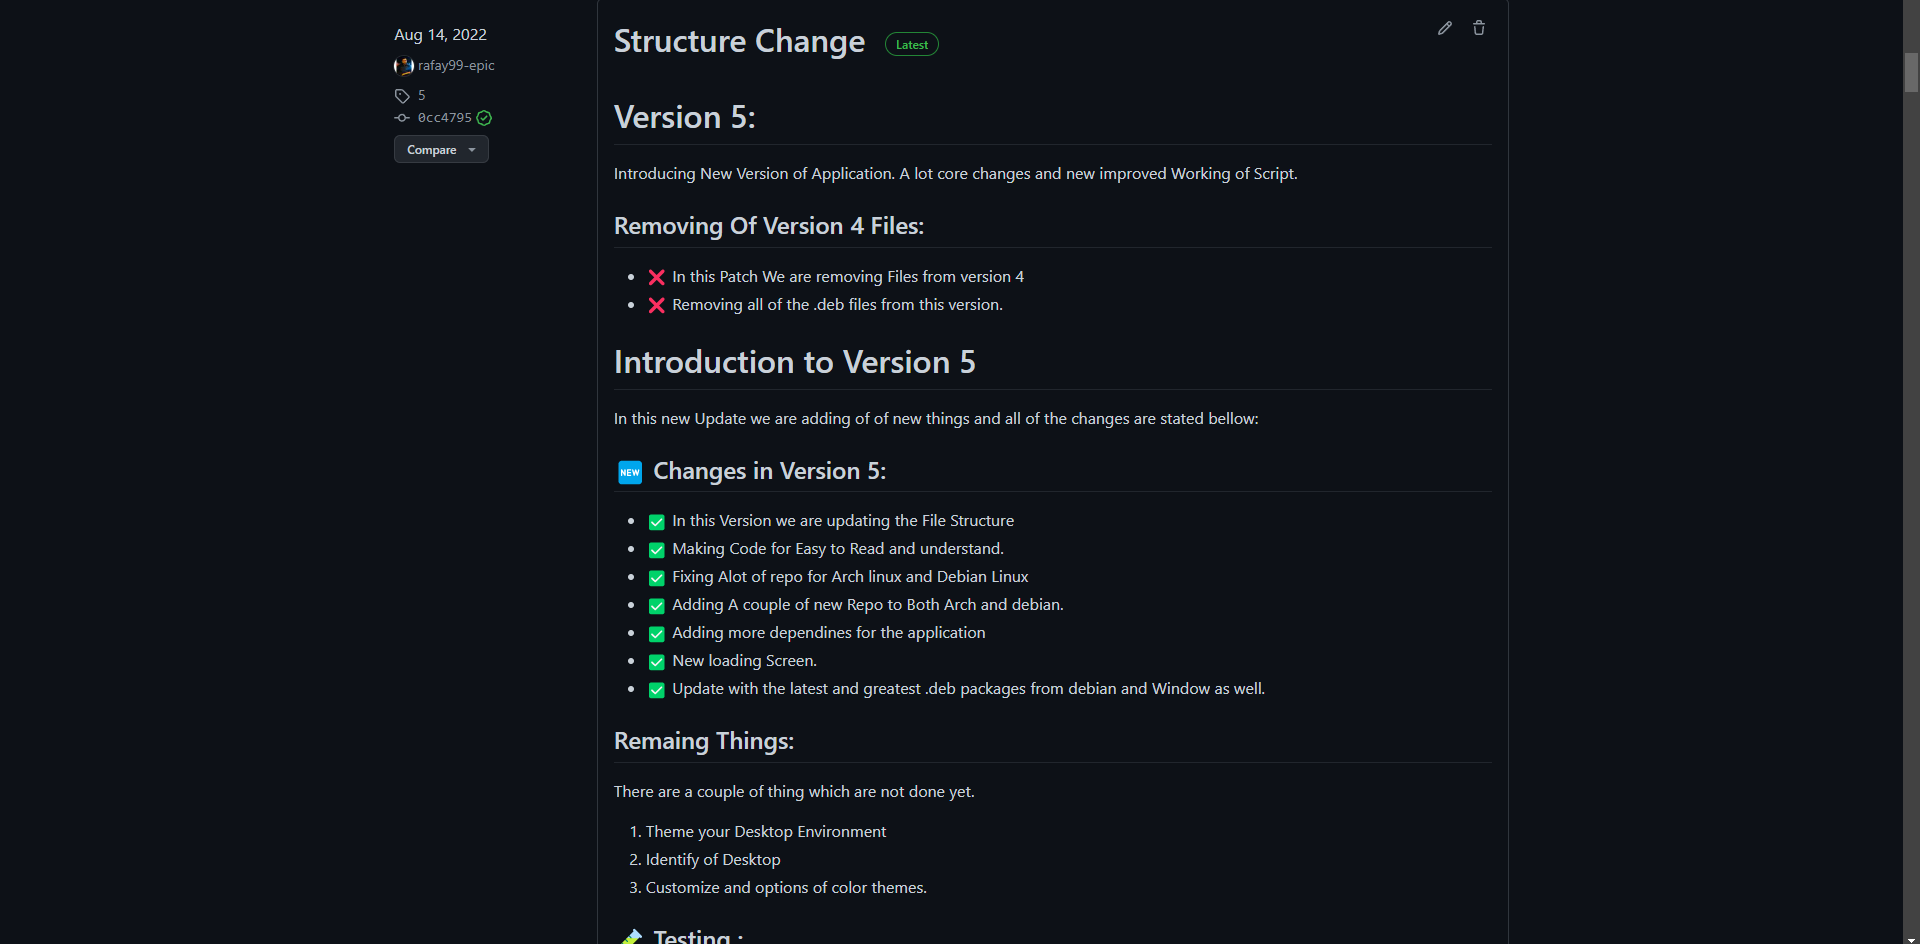 Aug 14, 2022
rafay99-epic
5
0cc4795
Compare
Structure Change Latest
Version 5:
Introducing New Version of Application. A lot core changes and new improved Working of Script.
Removing Of Version 4 Files:
❌ In this Patch We are removing Files from version 4
❌ Removing all of the .deb files from this version.
Introduction to Version 5
In this new Update we are adding of of new things and all of the changes are stated bellow:
🆕 Changes in Version 5:
✅ In this Version we are updating the File Structure
✅ Making Code for Easy to Read and understand.
✅ Fixing Alot of repo for Arch linux and Debian Linux
✅ Adding A couple of new Repo to Both Arch and debian.
✅ Adding more dependines for the application
✅ New loading Screen.
✅ Update with the latest and greatest .deb packages from debian and Window as well.
Remaing Things:
There are a couple of thing which are not done yet.
1. Theme your Desktop Environment
2. Identify of Desktop
3. Customize and options of color themes.
Testing :